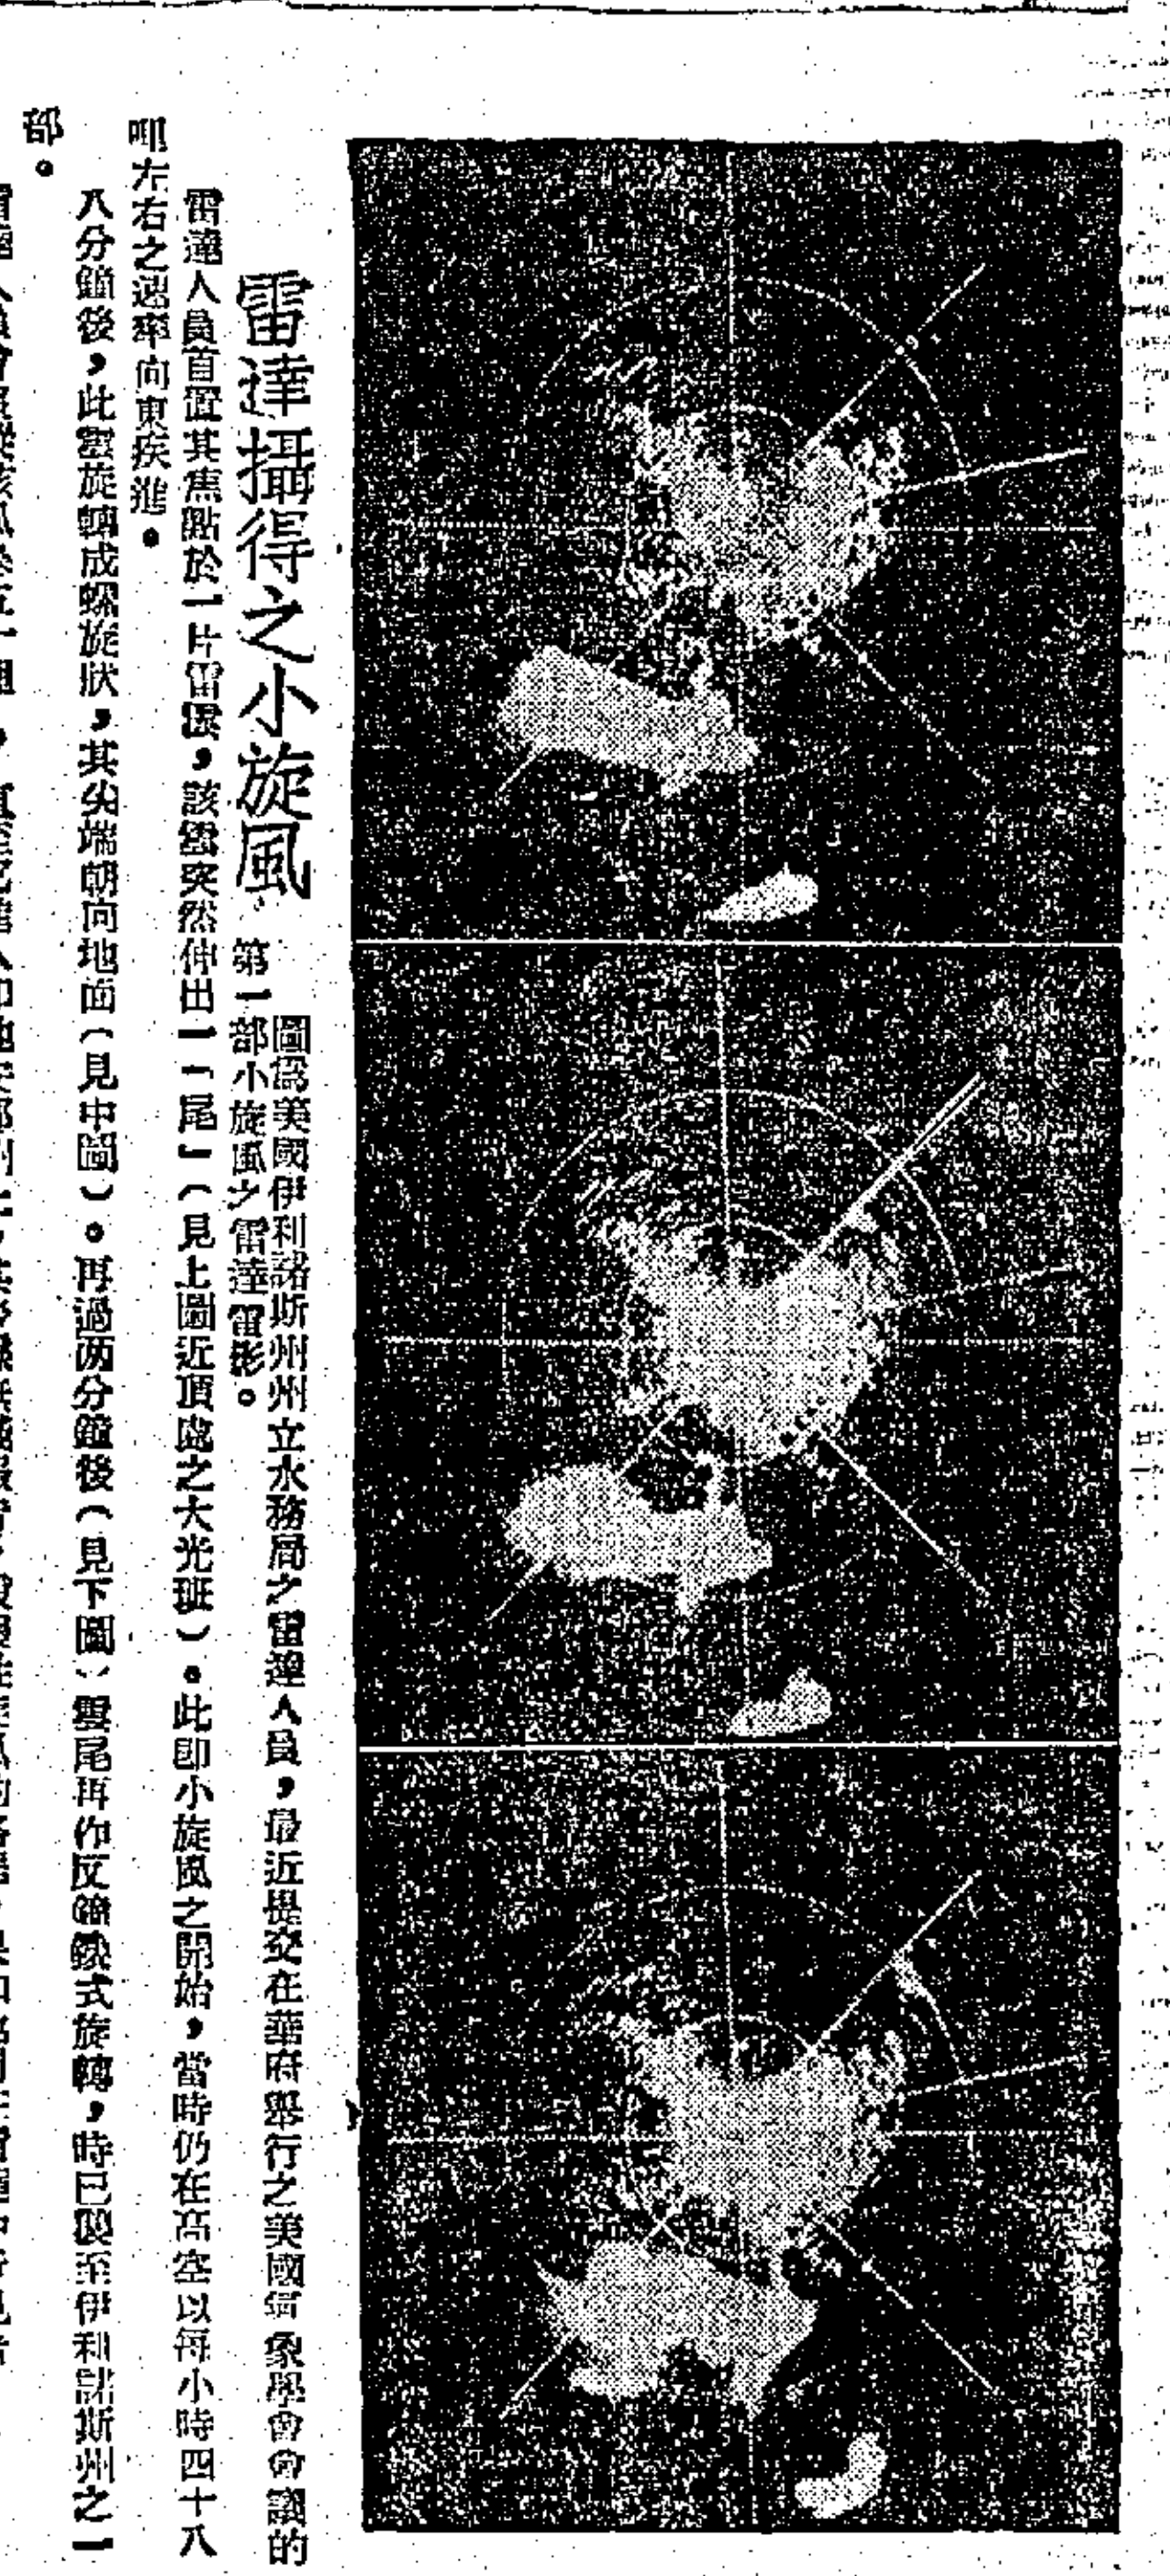 雷達攝得之小旋風
圖爲美國伊利諾斯州州立水務局之雷達人員，最近提交在華府舉行之美國氣象學會會議的
第一部小旋風之雷達電影。
雷達人員首置其焦點於一片雷雲，該雲突然伸出一「尾」（見上圖近頂處之大光斑）。此卽小旋風之開始，當時仍在高空以每小時四十八
哩左右之速率向東疾進。
八分鐘後，此雲旋轉成螺旋狀，其尖端朝向地面（見中圖）。再過兩分鐘後（見下圖）雲尾再作反鐘鍼式旋轉，時已襲至伊利諾斯州之一
部。